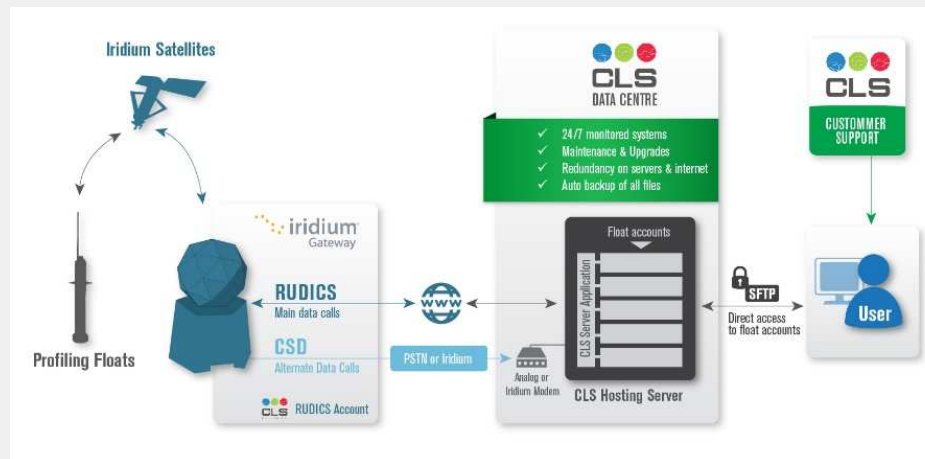 Iridium Satellites
Profiling Floats
iridium
Gateway
RUDICS
Main data calls
CSD
Alternate Data Calls
CLS RUDICS Account
www
PSTN or Iridium
CLS
DATA CENTRE
✓ 24/7 monitored systems
✓ Maintenance & Upgrades
✓ Redundancy on servers & internet
✓ Auto backup of all files
Float accounts
CLS Server Application
Analog or
Iridium Modem
CLS Hosting Server
SFTP
Direct access
to float accounts
CLS
CUSTOMMER
SUPPORT
User